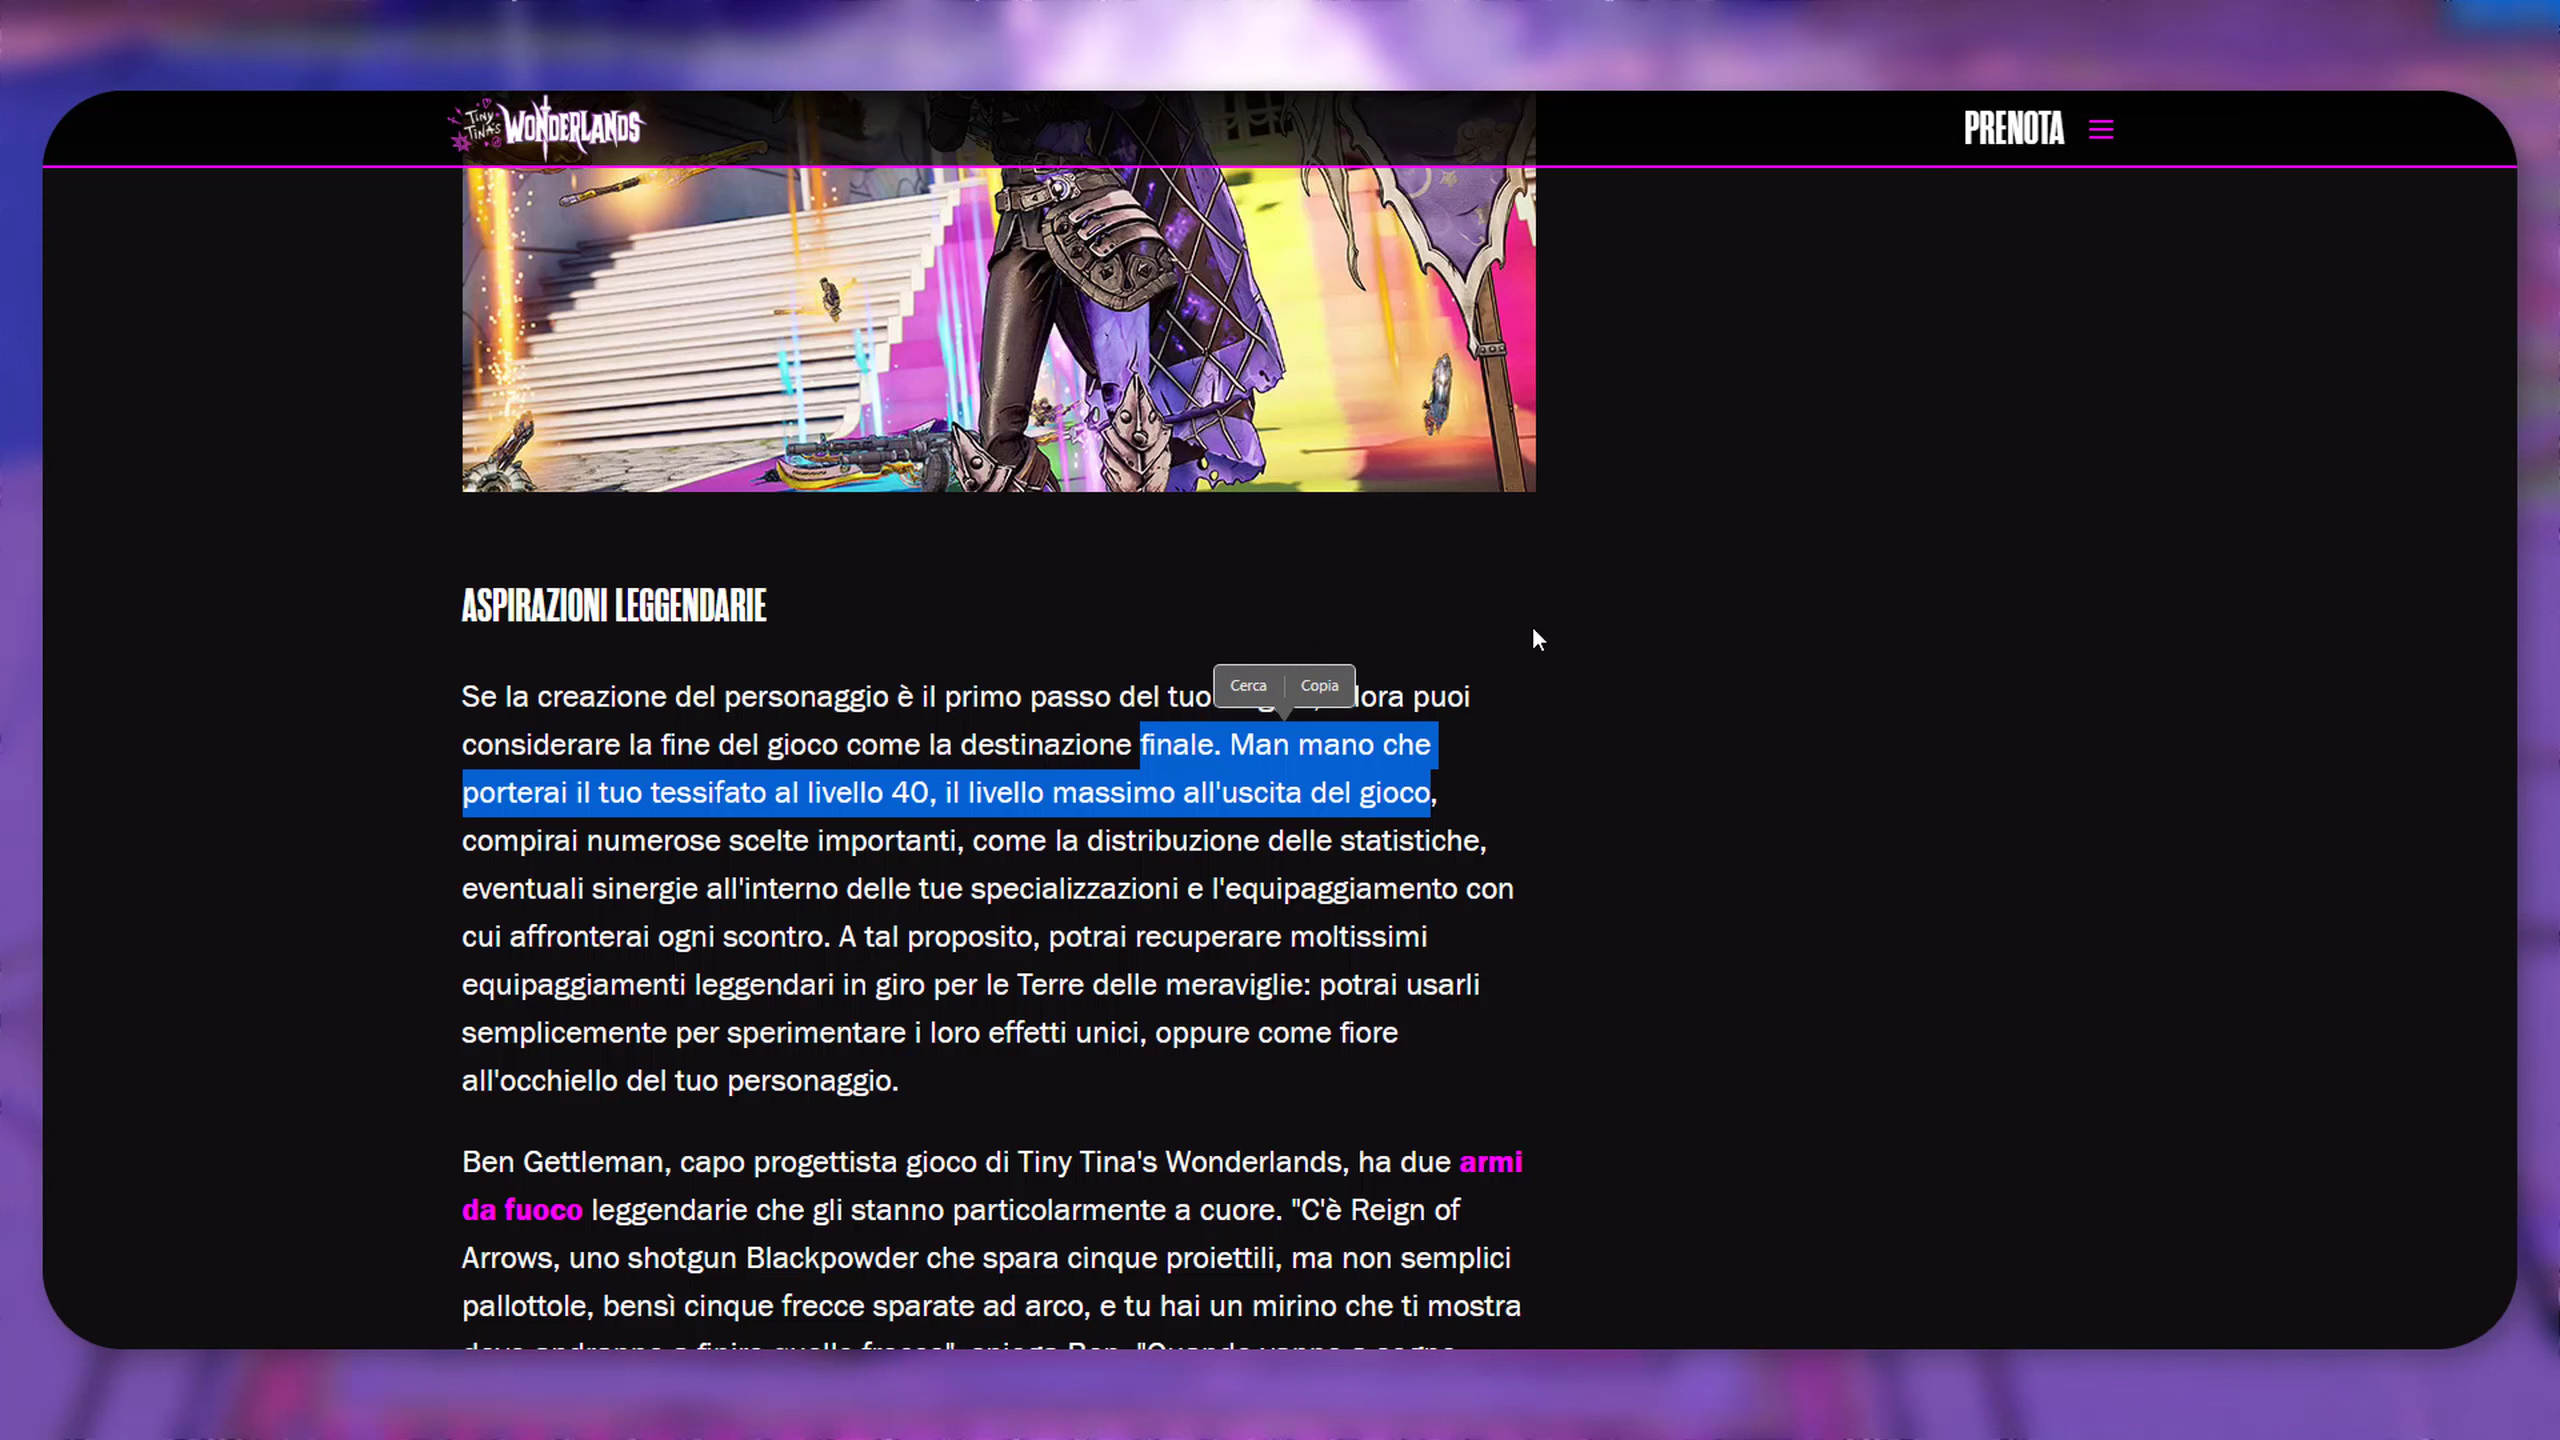 TINY TINA'S WONDERLANDS
PRENOTA
ASPIRAZIONI LEGGENDARIE
Cerca Copia
Se la creazione del personaggio è il primo passo del tuo lora puoi
considerare la fine del gioco come la destinazione finale. Man mano che
porterai il tuo tessifato al livello 40, il livello massimo all'uscita del gioco,
compirai numerose scelte importanti, come la distribuzione delle statistiche,
eventuali sinergie all'interno delle tue specializzazioni e l'equipaggiamento con
cui affronterai ogni scontro. A tal proposito, potrai recuperare moltissimi
equipaggiamenti leggendari in giro per le Terre delle meraviglie: potrai usarli
semplicemente per sperimentare i loro effetti unici, oppure come fiore
all'occhiello del tuo personaggio.
Ben Gettleman, capo progettista gioco di Tiny Tina's Wonderlands, ha due armi
da fuoco leggendarie che gli stanno particolarmente a cuore. "C'è Reign of
Arrows, uno shotgun Blackpowder che spara cinque proiettili, ma non semplici
pallottole, bensì cinque frecce sparate ad arco, e tu hai un mirino che ti mostra